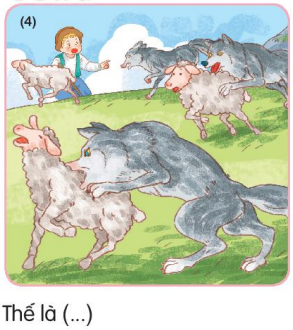 (4)
Thế là (...)